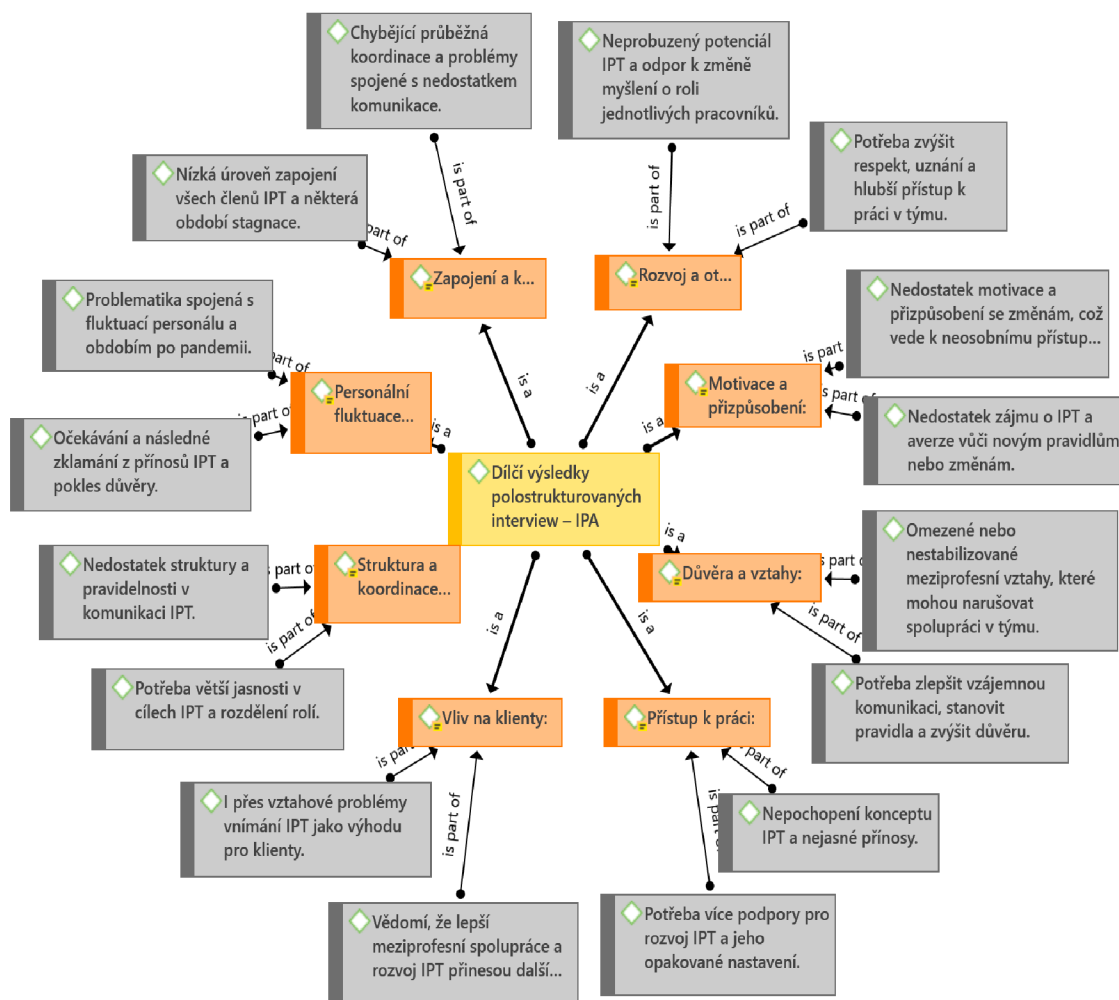 Chybějící průběžná
koordinace a problémy
spojené s nedostatkem
komunikace.
Neprobuzený potenciál
IPT a odpor k změně
myšlení o roli
jednotlivých pracovníků.
Potřeba zvýšit
respekt, uznání a
hlubší přístup k
práci v týmu.
Nízká úroveň zapojení
všech členů IPT a některá
období stagnace.
is part of
is part of
is part of
part of
Zapojení a k...
Rozvoj a ot...
Problematika spojená s
fluktuací personálu a
obdobím po pandemii.
Nedostatek motivace a
přizpůsobení se změnám, což
vede k neosobnímu přístup...
is part of
is part
is a
is a
Personální
fluktuace...
Motivace a
přizpůsobení:
is part of
is part of
Očekávání a následné
zklamání z přínosů IPT a
pokles důvěry.
Nedostatek zájmu o IPT a
averze vůči novým pravidlům
nebo změnám.
is a
is a
Dílčí výsledky
polostrukturovaných
interview – IPA
Nedostatek struktury a
pravidelnosti v
komunikaci IPT.
is part of
Struktura a
koordinace...
is a
Důvěra a vztahy:
is part of
Omezené nebo
nestabilizované
meziprofesní vztahy, které
mohou narušovat
spolupráci v týmu.
is part of
is a
is a
is part of
Potřeba větší jasnosti v
cílech IPT a rozdělení rolí.
Potřeba zlepšit vzájemnou
komunikaci, stanovit
pravidla a zvýšit důvěru.
Vliv na klienty:
Přístup k práci:
is part
is part of
is part of
is part of
I přes vztahové problémy
vnímání IPT jako výhodu
pro klienty.
Nepochopení konceptu
IPT a nejasné přínosy.
Vědomí, že lepší
meziprofesní spolupráce a
rozvoj IPT přinesou další...
Potřeba více podpory pro
rozvoj IPT a jeho
opakované nastavení.